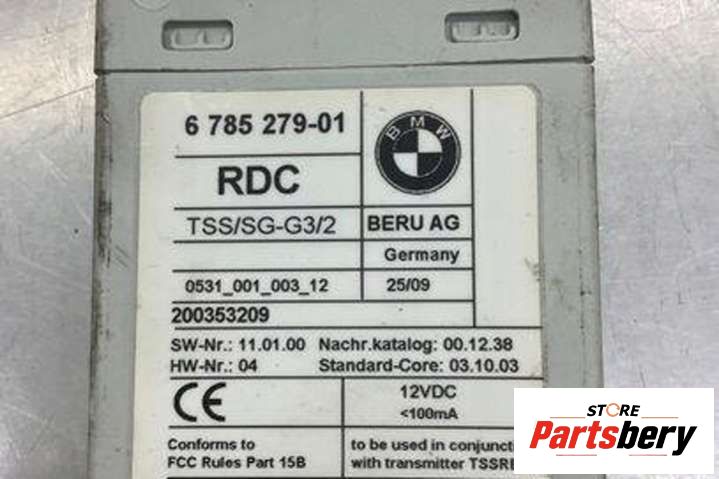 6 785 279-01
BMW
RDC
TSS/SG-G3/2
BERU AG
Germany
0531_001_003_12
25/09
200353209
SW-Nr.: 11.01.00 Nachr.katalog: 00.12.38
HW-Nr.: 04 Standard-Core: 03.10.03
CE
12VDC
<100mA
Conforms to
FCC Rules Part 15B
to be used in
with transmitter
STORE
Partsbery